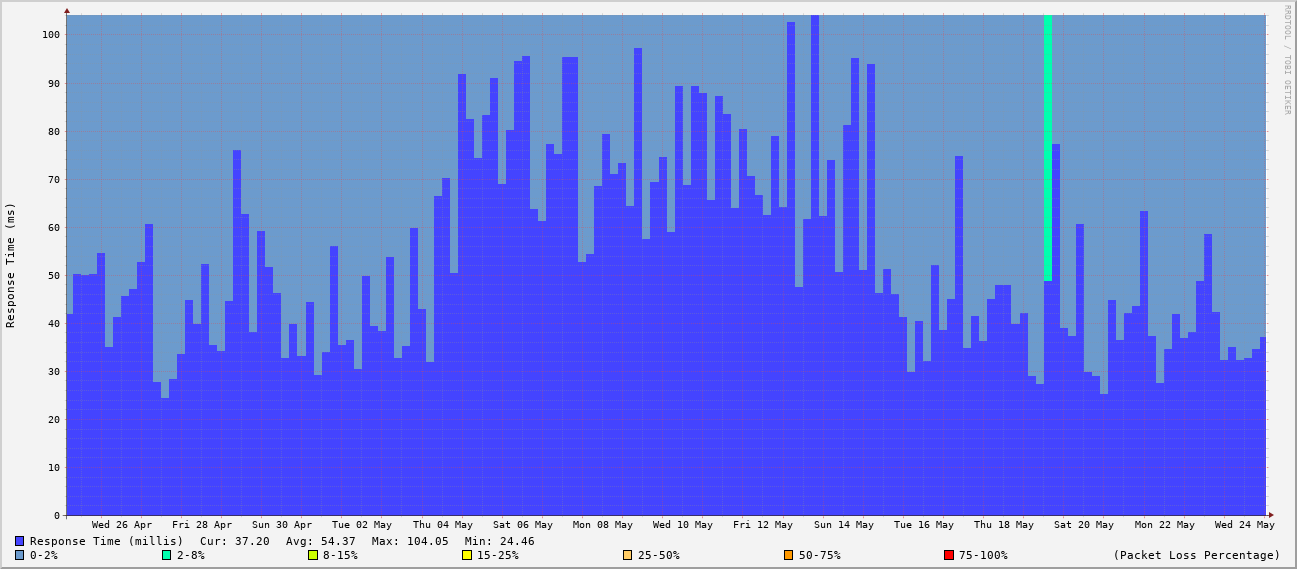 RRDTOOL / TOBI OETIKER
Response Time (ms)
100
90
80
70
60
50
40
30
20
10
0
Wed 26 Apr Fri 28 Apr Sun 30 Apr Tue 02 May Thu 04 May Sat 06 May Mon 08 May Wed 10 May Fri 12 May Sun 14 May Tue 16 May Thu 18 May Sat 20 May Mon 22 May Wed 24 May
Response Time (millis) Cur: 37.20 Avg: 54.37 Max: 104.05 Min: 24.46
0-2% 2-8% 8-15% 15-25% 25-50% 50-75% 75-100% (Packet Loss Percentage)